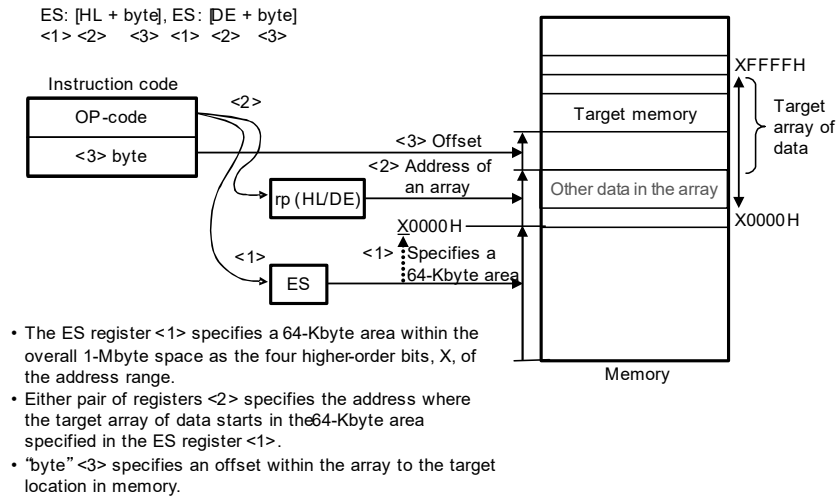 ES: [HL + byte], ES: [DE + byte]
<1> <2> <3> <1> <2> <3>
XFFFFH
Instruction code
<2>
OP-code
Target memory
Target
array of
data
<3> Offset
<3> byte
<2> Address of
an array
rp (HL/DE)
Other data in the array
X0000H
X0000H
<1>
<1>
Specifies a
64-Kbyte area
ES
Memory
• The ES register <1> specifies a 64-Kbyte area within the
overall 1-Mbyte space as the four higher-order bits, X, of
the address range.
• Either pair of registers <2> specifies the address where
the target array of data starts in the64-Kbyte area
specified in the ES register <1>.
• “byte” <3> specifies an offset within the array to the target
location in memory.